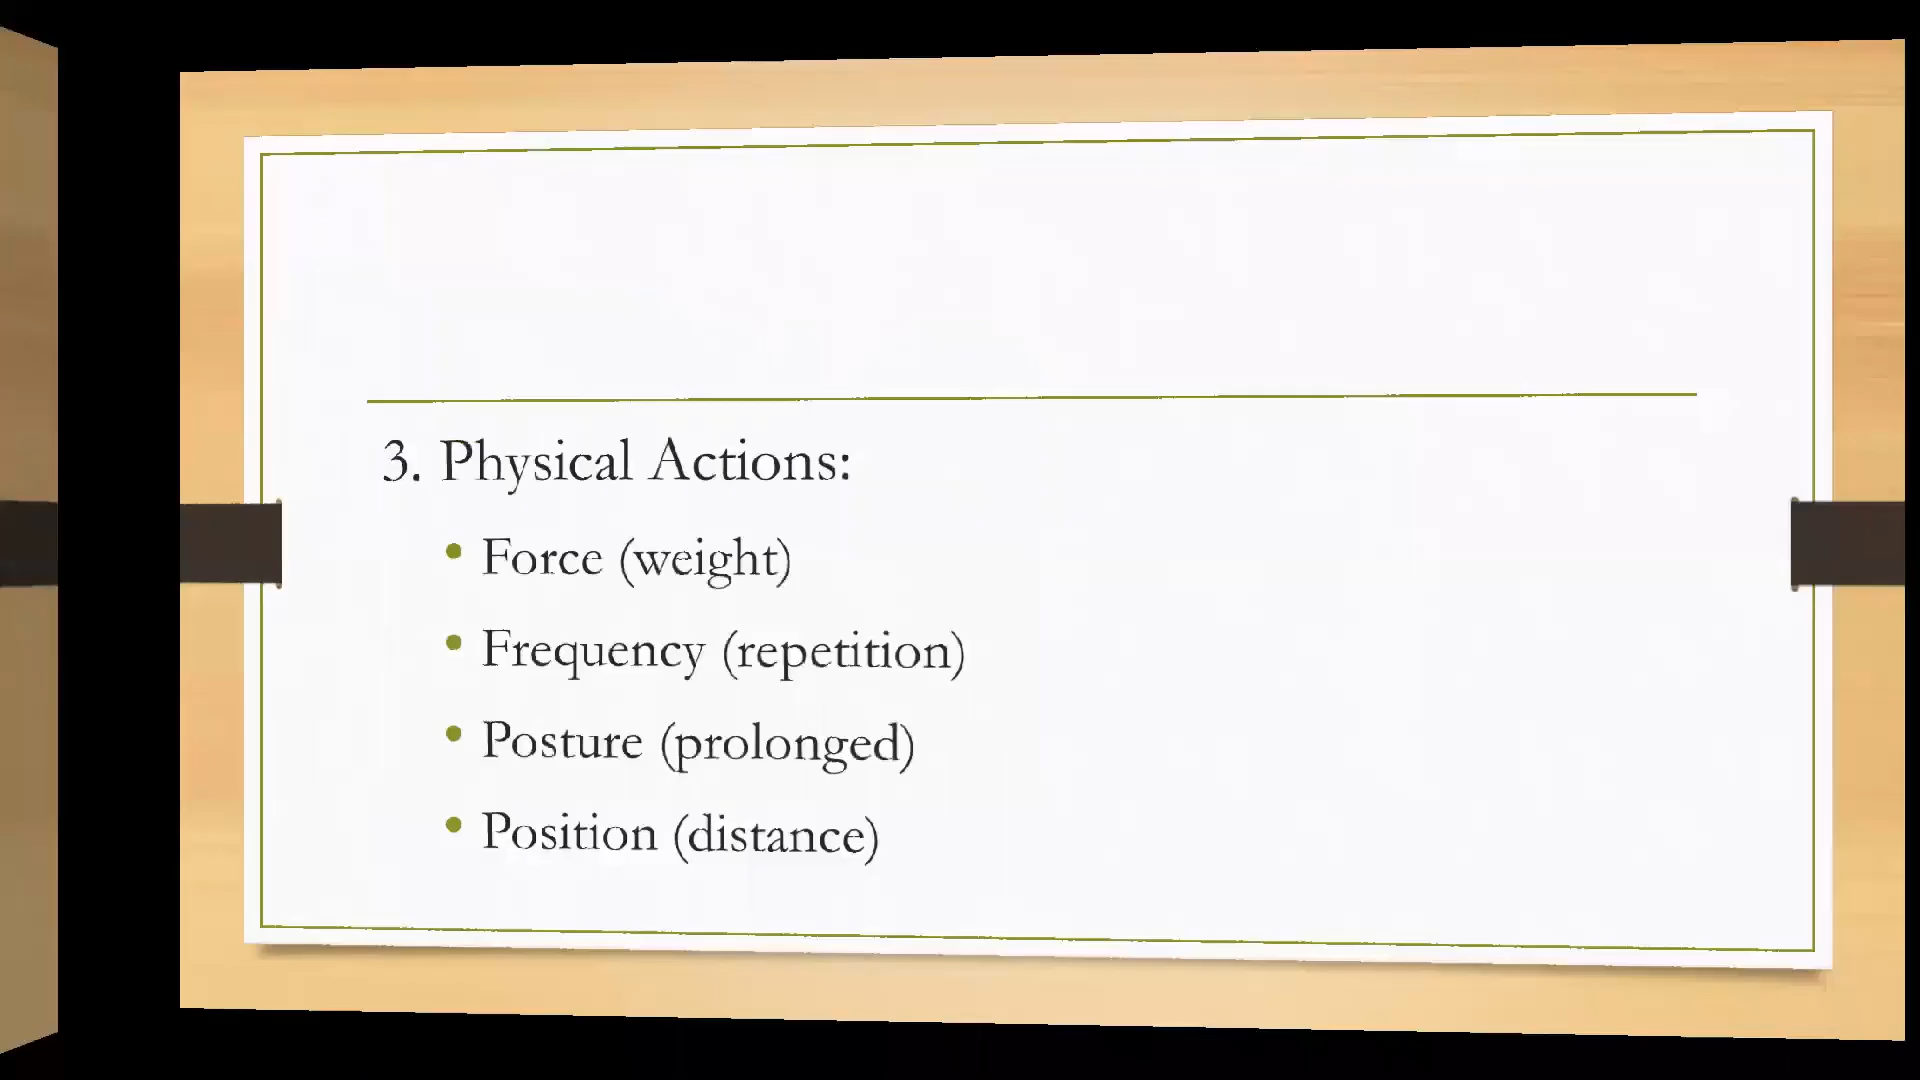 3. Physical Actions:
• Force (weight)
• Frequency (repetition)
• Posture (prolonged)
• Position (distance)